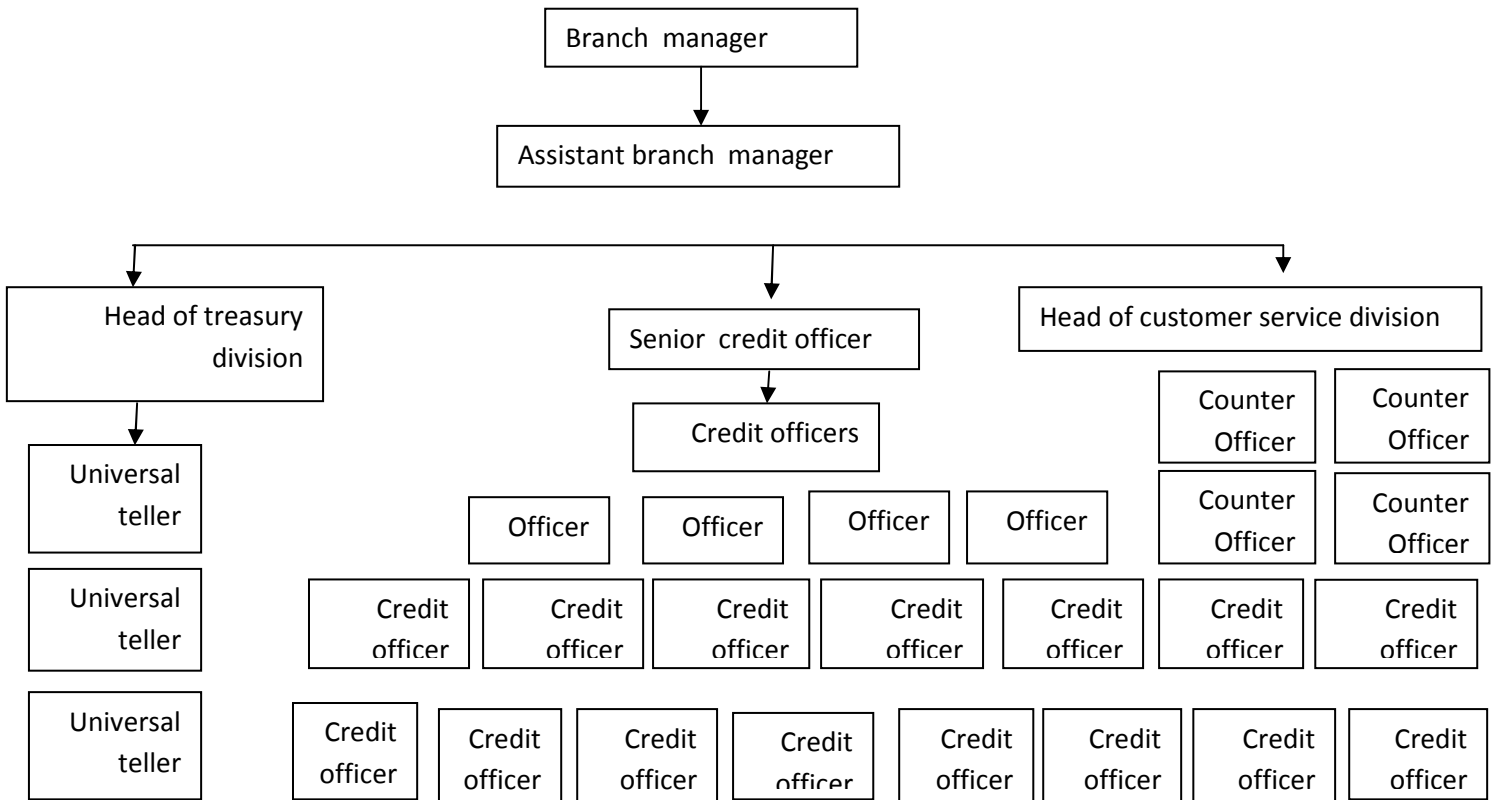 Branch manager
Assistant branch manager
Head of treasury
division
Senior credit officer
Head of customer service division
Credit officers
Counter
Officer
Counter
Officer
Universal
teller
Counter
Officer
Counter
Officer
Officer
Officer
Officer
Officer
Universal
teller
Credit
officer
Credit
officer
Credit
officer
Credit
officer
Credit
officer
Credit
officer
Credit
officer
Universal
teller
Credit
officer
Credit
officer
Credit
officer
Credit
officer
Credit
officer
Credit
officer
Credit
officer
Credit
officer